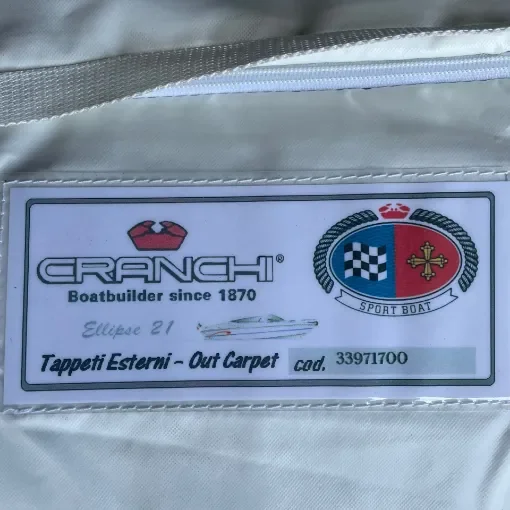 CRANCHI®
Boatbuilder since 1870
SPORT BOAT
Ellipse 21
Tappeti Esterni - Out Carpet cod. 33971700